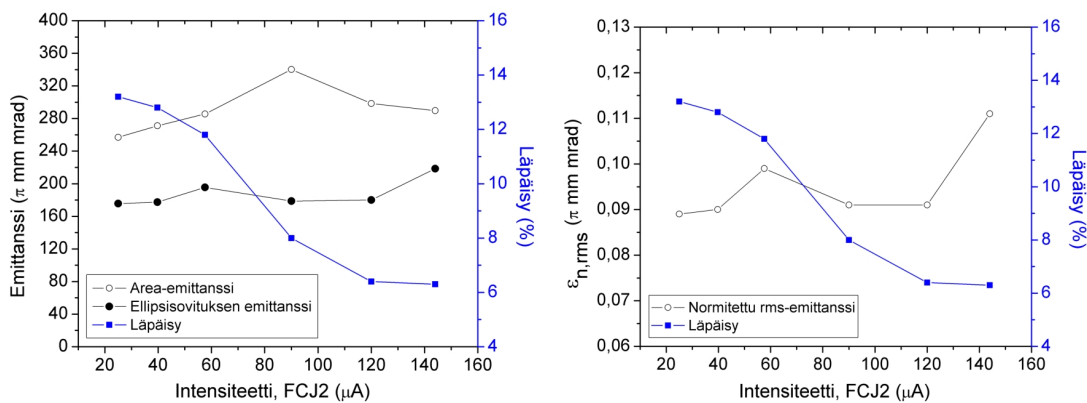 400
360
320
280
240
200
160
120
80
40
0
Emittanssi (π mm mrad)
16
14
12
10
8
6
4
Läpäisy (%)
Area-emittanssi
Ellipsisovituksen emittanssi
Läpäisy
20 40 60 80 100 120 140 160
Intensiteetti, FCJ2 (μA)
0,13
0,12
0,11
0,10
0,09
0,08
0,07
0,06
εn,rms (π mm mrad)
16
14
12
10
8
6
4
Läpäisy (%)
Normitettu rms-emittanssi
Läpäisy
20 40 60 80 100 120 140 160
Intensiteetti, FCJ2 (μA)